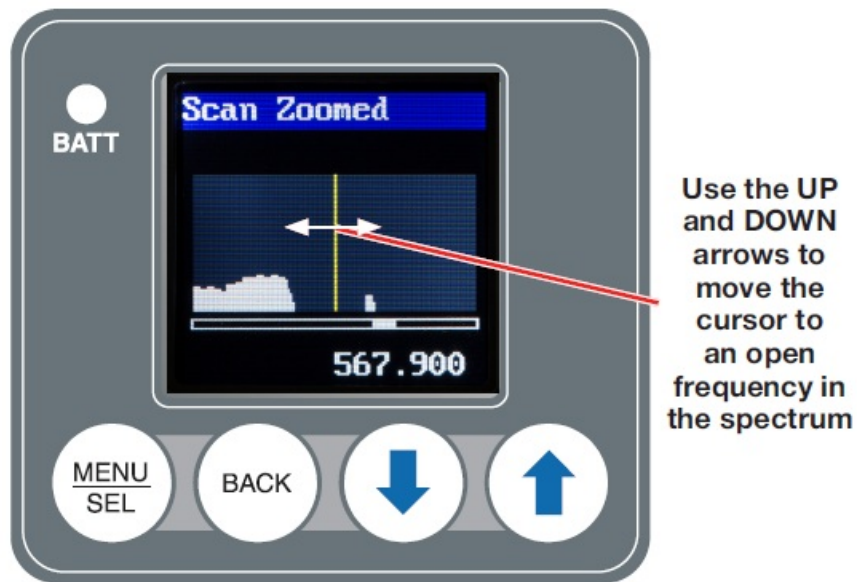 BATT
Scan Zoomed
567.900
MENU
SEL
BACK
Use the UP
and DOWN
arrows to
move the
cursor to
an open
frequency in
the spectrum